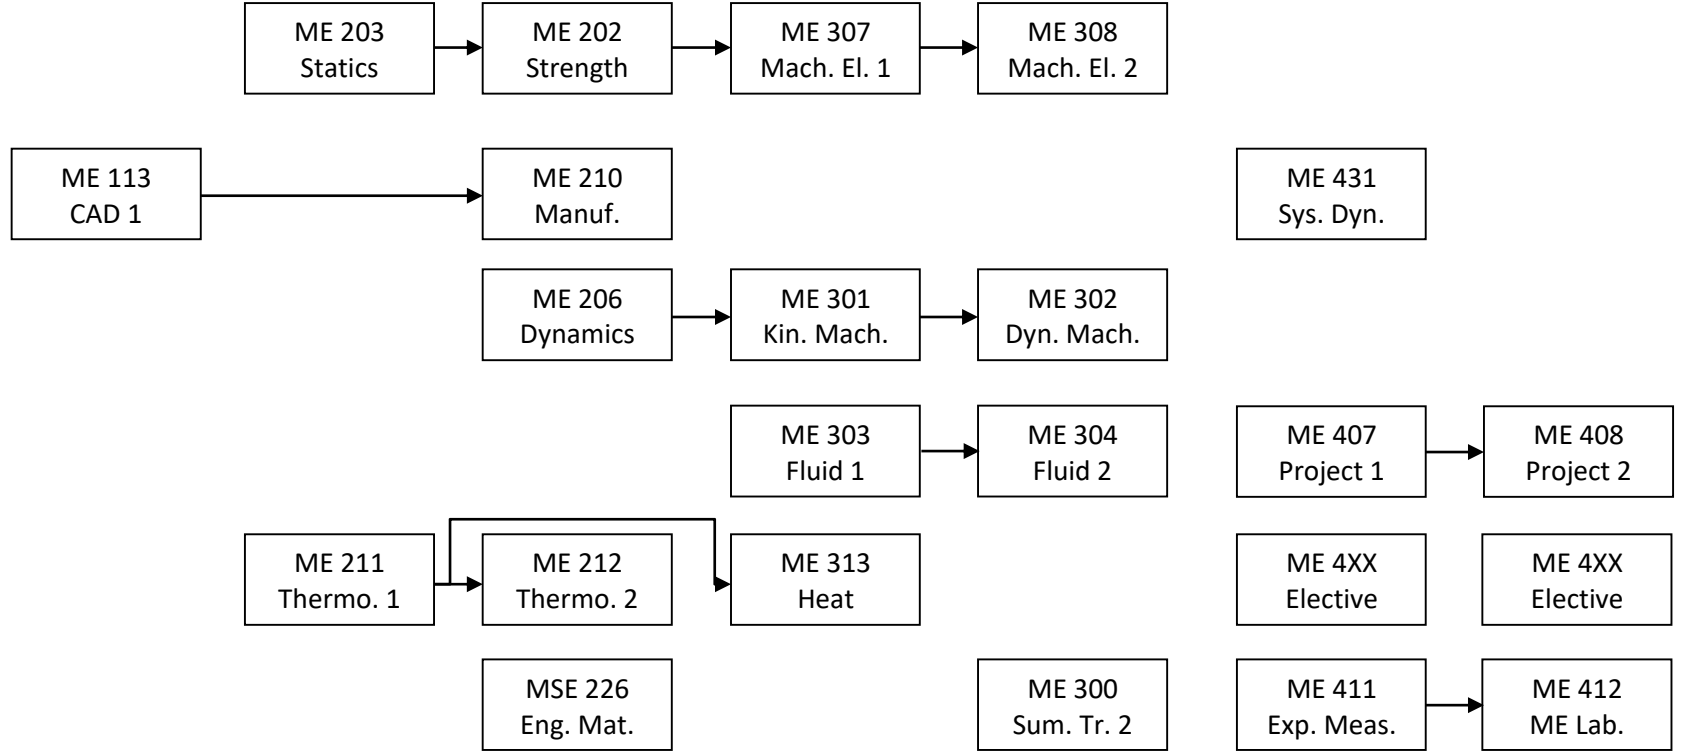 ME 203
Statics
ME 202
Strength
ME 307
Mach. El. 1
ME 308
Mach. El. 2
ME 113
CAD 1
ME 210
Manuf.
ME 431
Sys. Dyn.
ME 206
Dynamics
ME 301
Kin. Mach.
ME 302
Dyn. Mach.
ME 303
Fluid 1
ME 304
Fluid 2
ME 407
Project 1
ME 408
Project 2
ME 211
Thermo. 1
ME 212
Thermo. 2
ME 313
Heat
ME 4XX
Elective
ME 4XX
Elective
MSE 226
Eng. Mat.
ME 300
Sum. Tr. 2
ME 411
Exp. Meas.
ME 412
ME Lab.